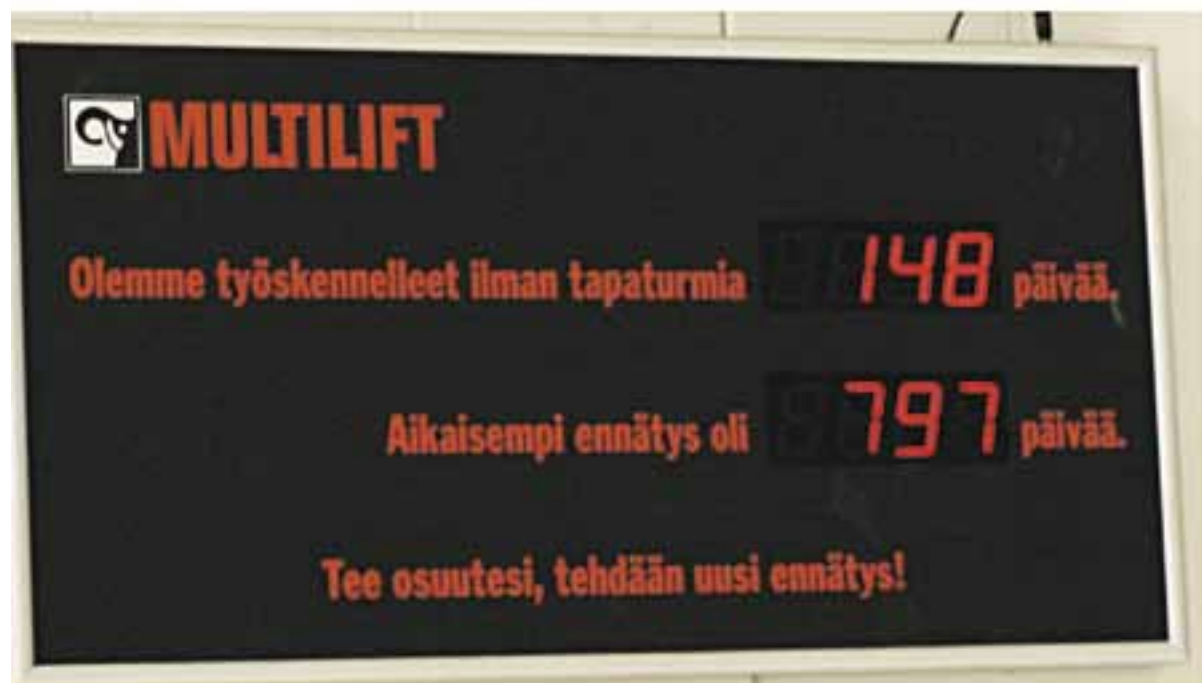 MULTILIFT
Olemme työskennelleet ilman tapaturmia 148 päivää.
Aikaisempi ennätys oli 797 päivää.
Tee osuutesi, tehdään uusi ennätys!